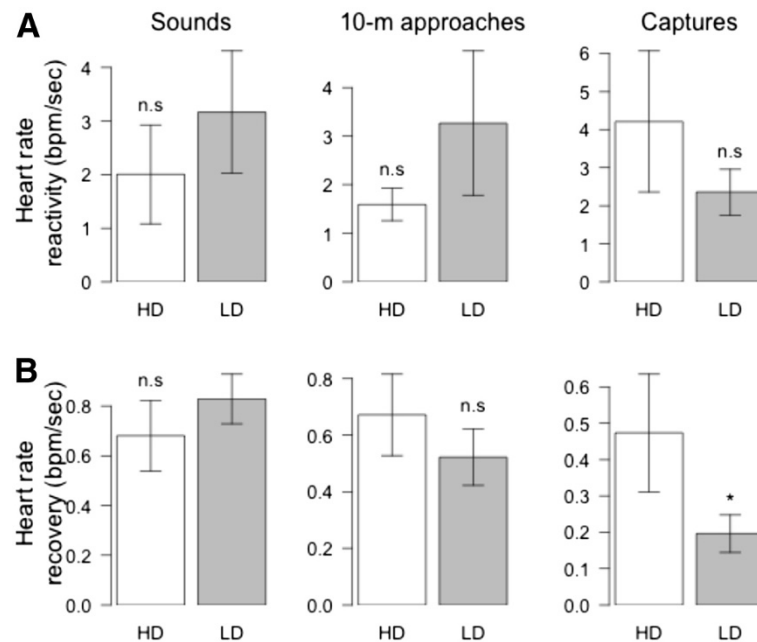 A
Sounds
10-m approaches
Captures
Heart rate
reactivity (bpm/sec)
4
3
2
1
0
n.s
HD
LD
4
3
2
1
0
n.s
HD
LD
6
5
4
3
2
1
0
n.s
HD
LD
B
Heart rate
recovery (bpm/sec)
0.8
0.6
0.4
0.2
0.0
n.s
HD
LD
0.8
0.6
0.4
0.2
0.0
n.s
HD
LD
0.6
0.5
0.4
0.3
0.2
0.1
0.0
*
HD
LD